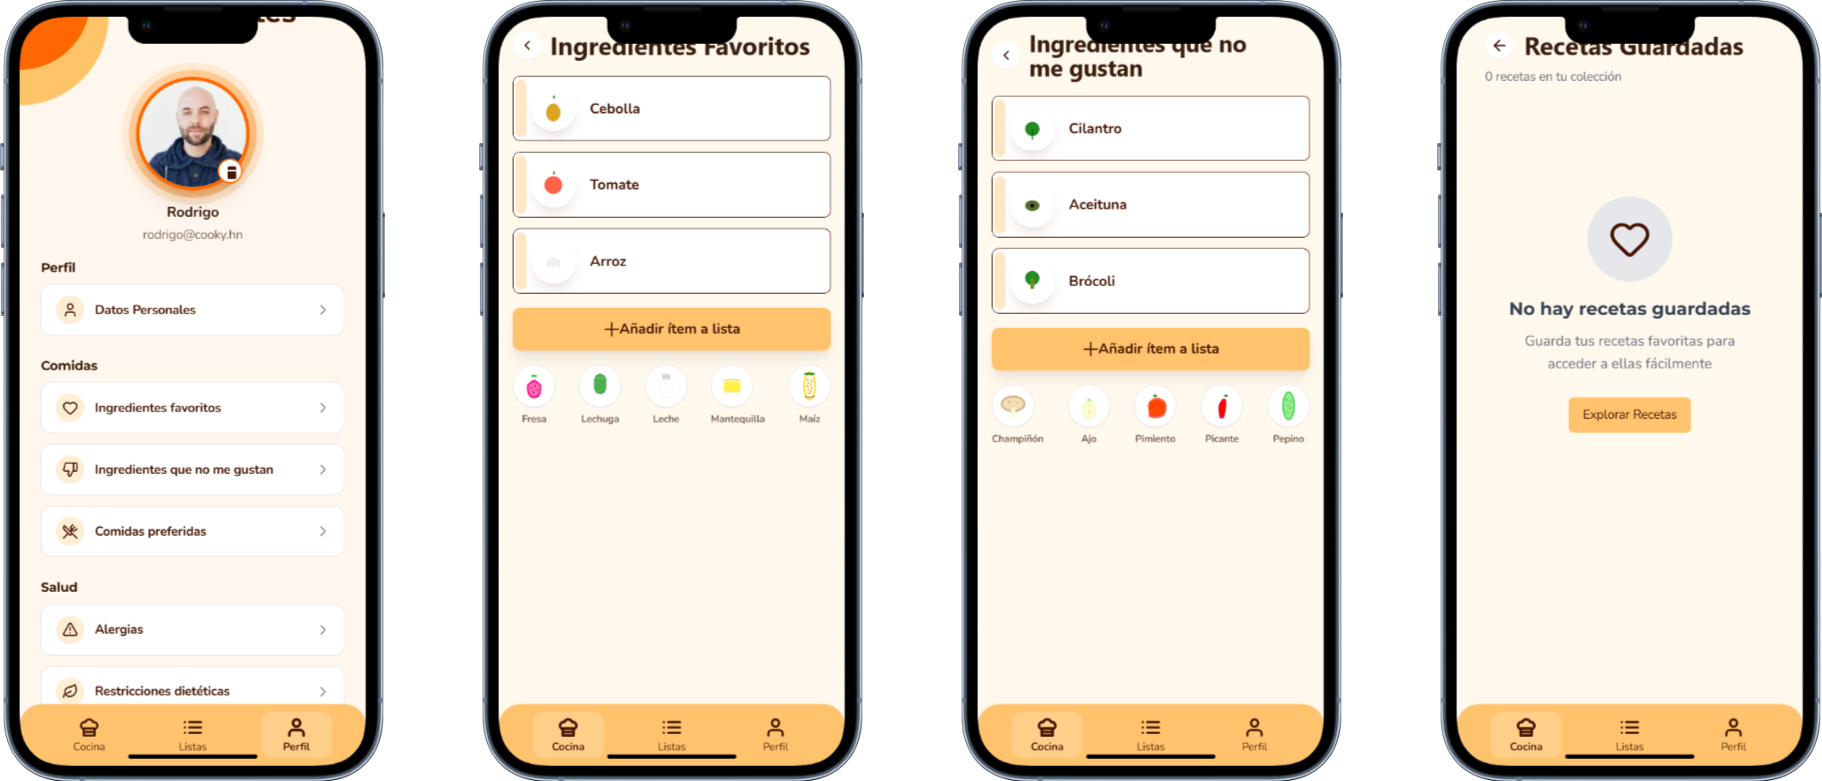 Rodrigo
rodrigo@cooky.hn
Perfil
Datos Personales
Comidas
Ingredientes favoritos
Ingredientes que no me gustan
Comidas preferidas
Salud
Alergias
Restricciones dietéticas
Cocina
Listas
Perfil
Ingredientes Favoritos
Cebolla
Tomate
Arroz
+Añadir ítem a lista
Fresa
Lechuga
Leche
Mantequilla
Maíz
Cocina
Listas
Perfil
Ingredientes que no
me gustan
Cilantro
Aceituna
Brócoli
+Añadir ítem a lista
Champiñón
Ajo
Pimiento
Picante
Pepino
Cocina
Listas
Perfil
Recetas Guardadas
0 recetas en tu colección
No hay recetas guardadas
Guarda tus recetas favoritas para
acceder a ellas fácilmente
Explorar Recetas
Cocina
Listas
Perfil